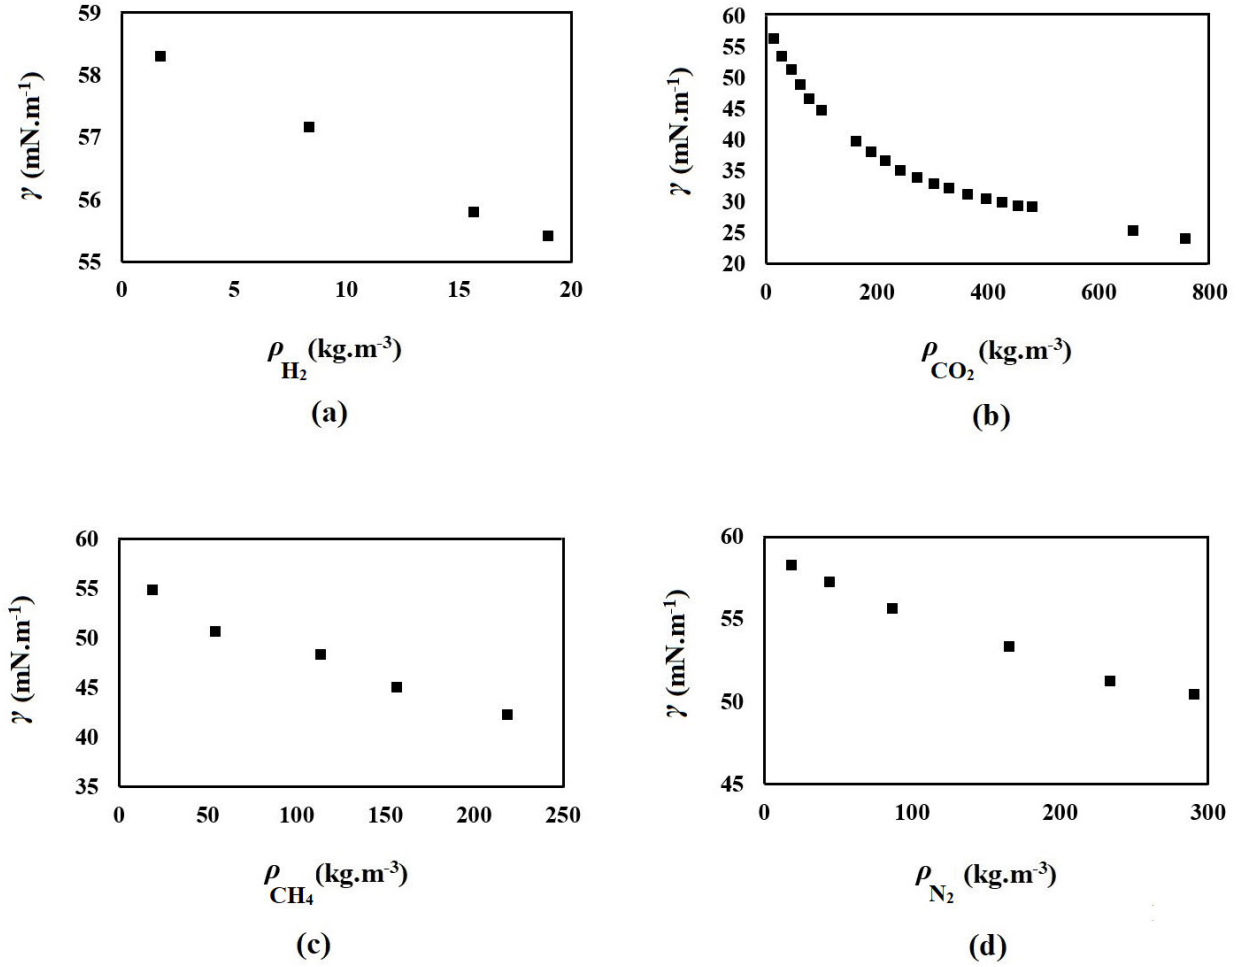 59
58
57
56
55
γ (mN.m-1)
0 5 10 15 20
ρH2 (kg.m-3)
(a)
60
55
50
45
40
35
30
25
20
γ (mN.m-1)
0 200 400 600 800
ρCO2 (kg.m-3)
(b)
60
55
50
45
40
35
γ (mN.m-1)
0 50 100 150 200 250
ρCH4 (kg.m-3)
(c)
60
55
50
45
γ (mN.m-1)
0 100 200 300
ρN2 (kg.m-3)
(d)